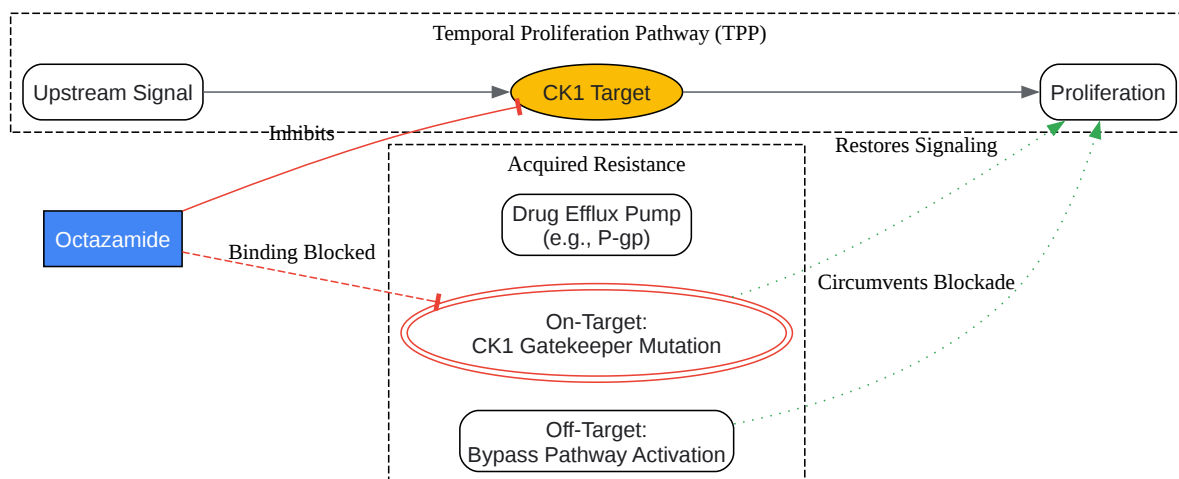 Temporal Proliferation Pathway (TPP)
Upstream Signal
CK1 Target
Proliferation
Inhibits
Restores Signaling
Acquired Resistance
Drug Efflux Pump
(e.g., P-gp)
Octazamide
Binding Blocked
Circumvents Blockade
On-Target:
CK1 Gatekeeper Mutation
Off-Target:
Bypass Pathway Activation